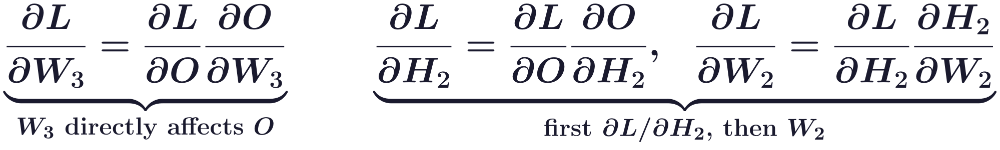 ∂L/∂W₃ = ∂L/∂O ∂O/∂W₃
W₃ directly affects O
∂L/∂H₂ = ∂L/∂O ∂O/∂H₂, ∂L/∂W₂ = ∂L/∂H₂ ∂H₂/∂W₂
first ∂L/∂H₂, then W₂